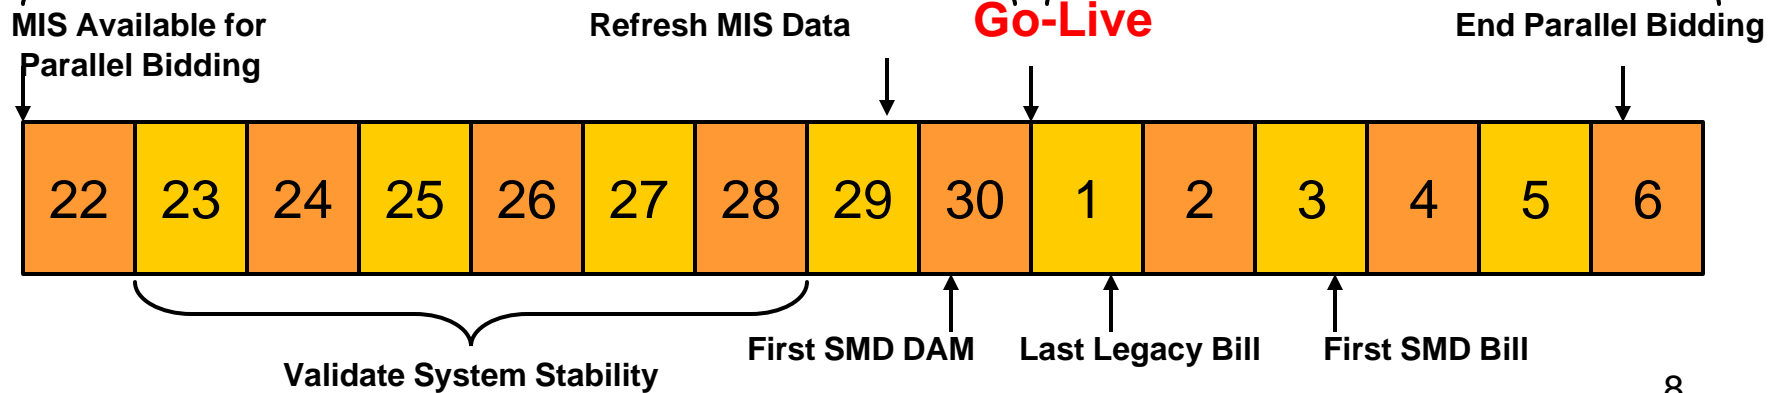 MIS Available for
Parallel Bidding
Refresh MIS Data
Go-Live
End Parallel Bidding
22 23 24 25 26 27 28 29 30 1 2 3 4 5 6
Validate System Stability
First SMD DAM
Last Legacy Bill
First SMD Bill
8